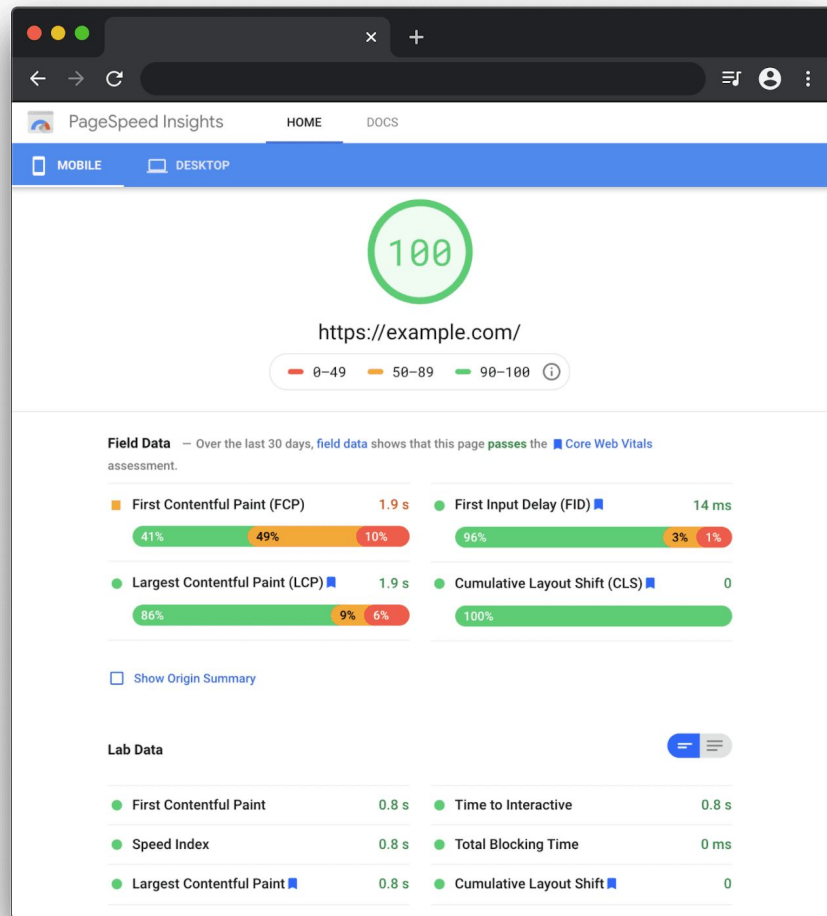 PageSpeed Insights HOME DOCS
MOBILE DESKTOP
100
https://example.com/
0–49 50–89 90–100
Field Data — Over the last 30 days, field data shows that this page passes the Core Web Vitals
assessment.
First Contentful Paint (FCP) 1.9 s
41% 49% 10%
First Input Delay (FID) 14 ms
96% 3% 1%
Largest Contentful Paint (LCP) 1.9 s
86% 9% 6%
Cumulative Layout Shift (CLS) 0
100%
Show Origin Summary
Lab Data
First Contentful Paint 0.8 s
Time to Interactive 0.8 s
Speed Index 0.8 s
Total Blocking Time 0 ms
Largest Contentful Paint 0.8 s
Cumulative Layout Shift 0